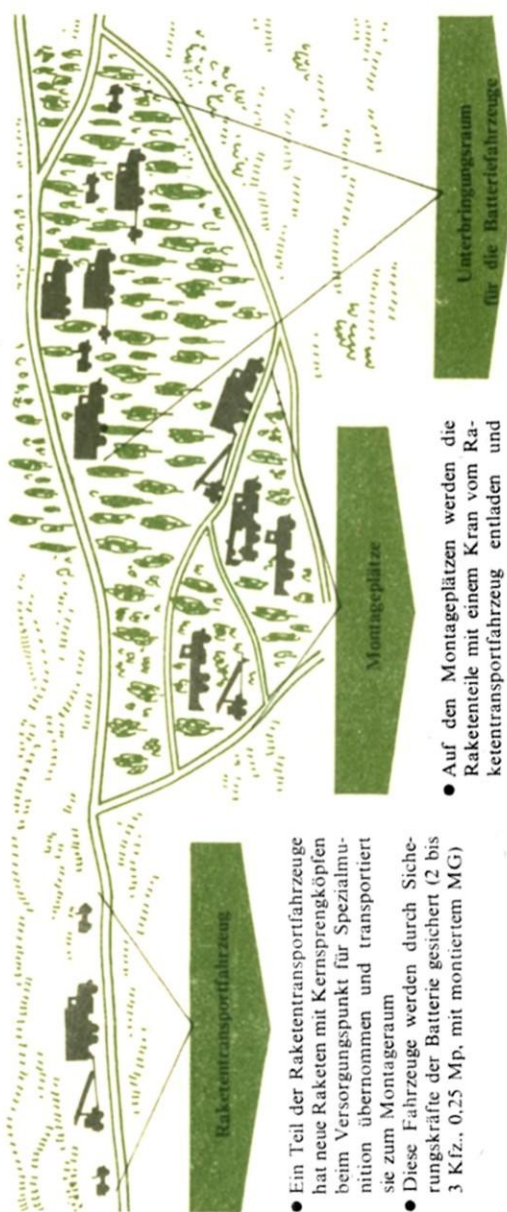 Raketentransportfahrzeug
● Ein Teil der Raketentransportfahrzeuge
hat neue Raketen mit Kernsprengköpfen
beim Versorgungspunkt für Spezialmu-
nition übernommen und transportiert
sie zum Montageraum
● Diese Fahrzeuge werden durch Siche-
rungskräfte der Batterie gesichert (2 bis
3 Kfz., 0,25 Mp, mit montiertem MG)
Montageplätze
● Auf den Montageplätzen werden die
Raketenteile mit einem Kran vom Ra-
ketentransportfahrzeug entladen und
Unterbringungsraum
für die Batteriefahrzeuge